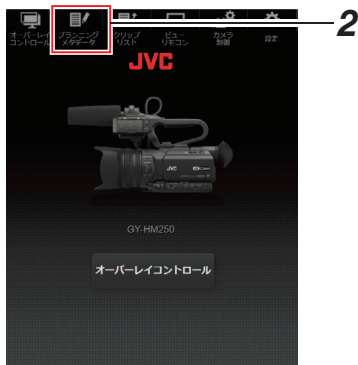 オーバーレイ
コントロール
プランニング
メタデータ
クリップ
リスト
ビュー
リモコン
カメラ
制御
設定
2
JVC
JVC
GY-HM250
オーバーレイコントロール